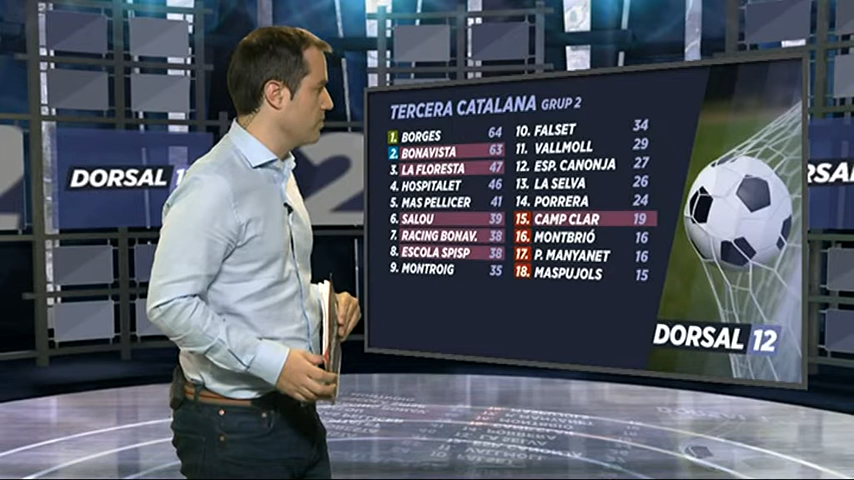 TERCERA CATALANA GRUP 2
1. BORGES 64
2. BONAVISTA 63
3. LA FLORESTA 47
4. HOSPITALET 46
5. MAS PELLICER 41
6. SALOU 39
7. RACING BONAV. 38
8. ESCOLA SPISP 38
9. MONTROIG 35
10. FALSET 34
11. VALLMOLL 29
12. ESP. CANONJA 27
13. LA SELVA 26
14. PORRERA 24
15. CAMP CLAR 19
16. MONTBRIÓ 16
17. P. MANYANET 16
18. MASPUJOLS 15
DORSAL 12
DORSAL 1
RSAL
2